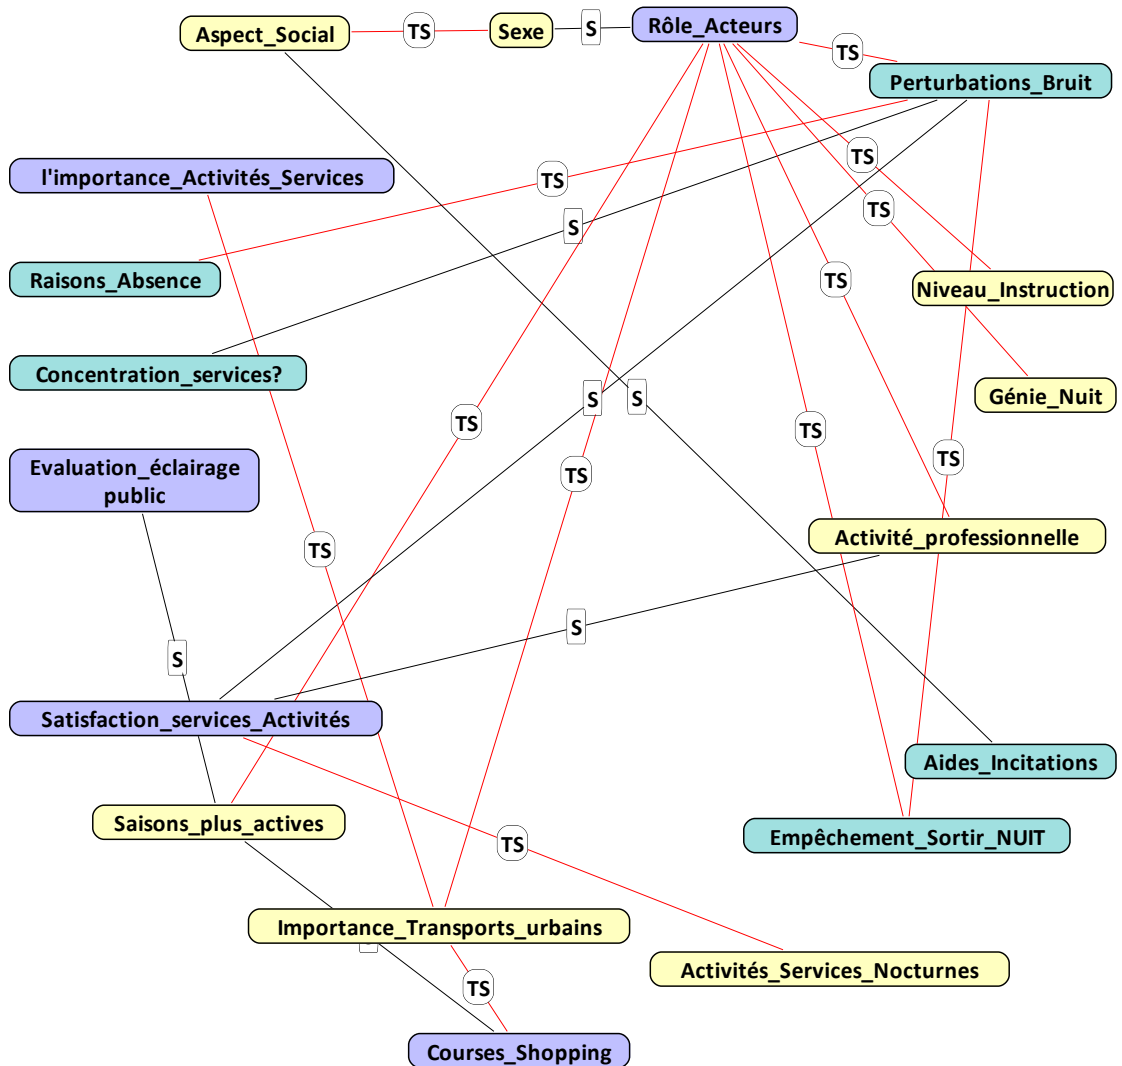 Aspect_Social
TS
Sexe
S
Rôle_Acteurs
TS
Perturbations_Bruit
l'importance_Activités_Services
TS
TS
TS
S
Raisons_Absence
TS
Niveau_Instruction
Concentration_services?
S
S
Génie_Nuit
TS
TS
Evaluation_éclairage
public
TS
TS
Activité_professionnelle
TS
S
S
Satisfaction_services_Activités
Aides_Incitations
Saisons_plus_actives
TS
Empêchement_Sortir_NUIT
Importance_Transports_urbains
Activités_Services_Nocturnes
TS
Courses_Shopping